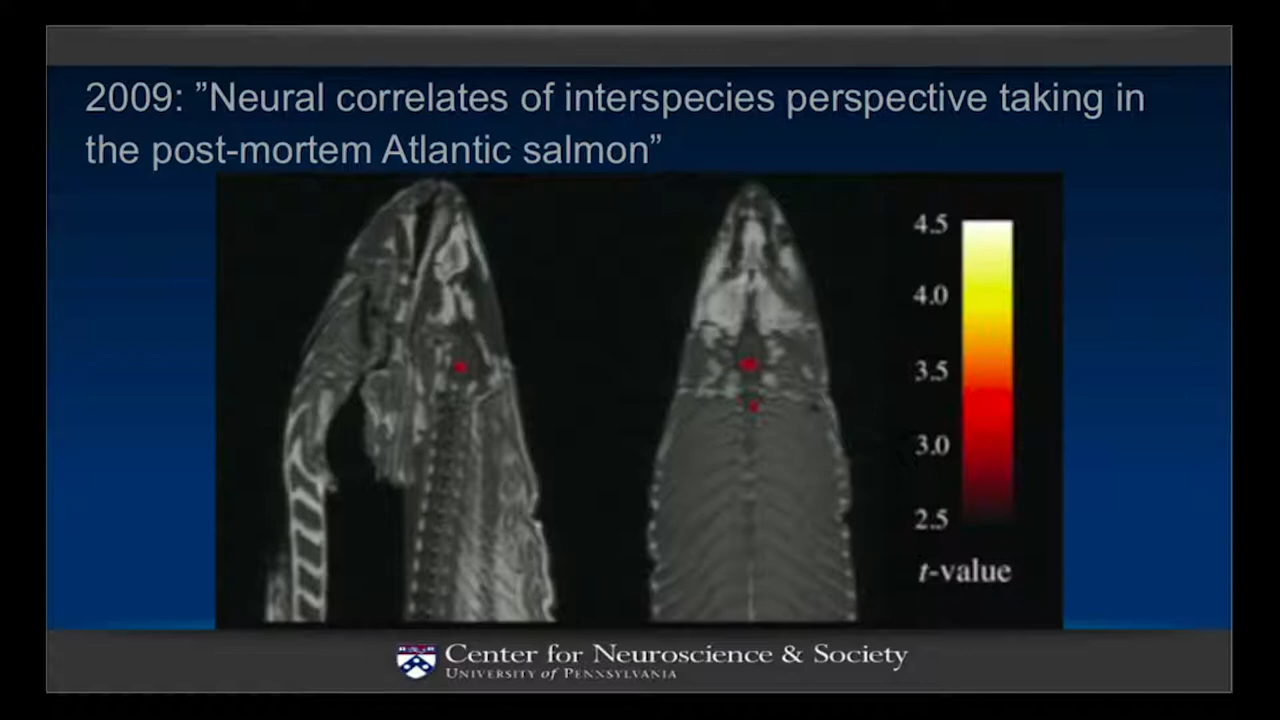 2009: ”Neural correlates of interspecies perspective taking in
the post-mortem Atlantic salmon”
4.5
4.0
3.5
3.0
2.5
t-value
Center for Neuroscience & Society
University of Pennsylvania